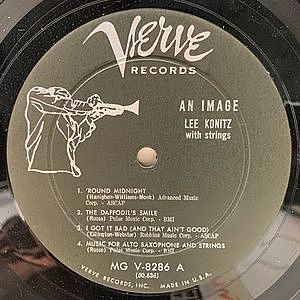 Verve
RECORDS
AN IMAGE
LEE KONITZ
with strings
1. 'ROUND MIDNIGHT
(Hanighen-Williams-Monk) Advanced Music
Corp. - ASCAP
2. THE DAFFODIL'S SMILE
(Russo) Pulse Music Corp. - BMI
3. I GOT IT BAD (AND THAT AIN'T GOOD)
(Ellington-Webster) Robbins Music Corp. - ASCAP
4. MUSIC FOR ALTO SAXOPHONE AND STRINGS
(Russo) Pulse Music Corp. - BMI
MG V-8286 A
(50,636)
VERVE RECORDS, INC. MADE IN U.S.A.